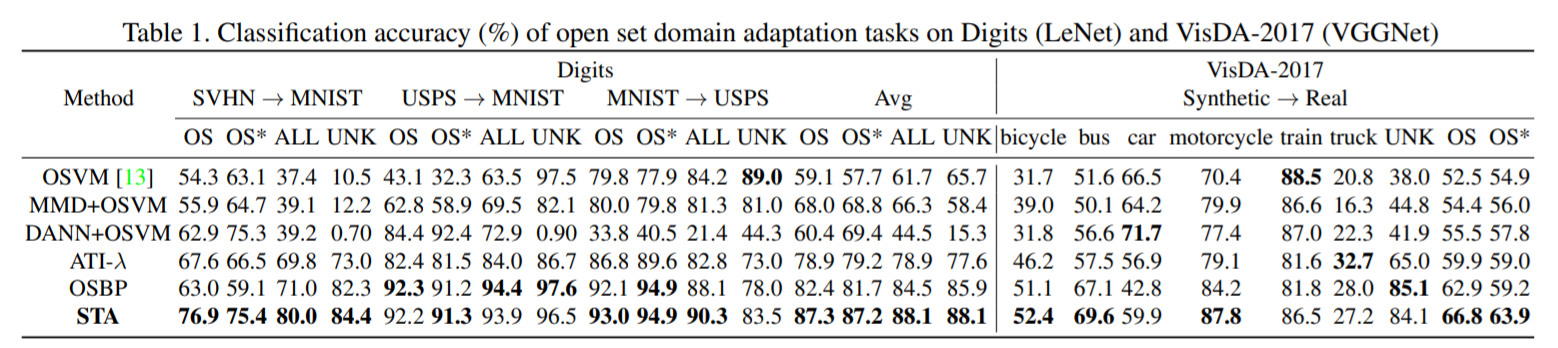 Table 1. Classification accuracy (%) of open set domain adaptation tasks on Digits (LeNet) and VisDA-2017 (VGGNet)
Digits VisDA-2017
Method SVHN → MNIST USPS → MNIST MNIST → USPS Avg Synthetic → Real
OS OS* ALL UNK OS OS* ALL UNK OS OS* ALL UNK OS OS* ALL UNK bicycle bus car motorcycle train truck UNK OS OS*
OSVM [13] 54.3 63.1 37.4 10.5 43.1 32.3 63.5 97.5 79.8 77.9 84.2 89.0 59.1 57.7 61.7 65.7 31.7 51.6 66.5 70.4 88.5 20.8 38.0 52.5 54.9
MMD+OSVM 55.9 64.7 39.1 12.2 62.8 58.9 69.5 82.1 80.0 79.8 81.3 81.0 68.0 68.8 66.3 58.4 39.0 50.1 64.2 79.9 86.6 16.3 44.8 54.4 56.0
DANN+OSVM 62.9 75.3 39.2 0.70 84.4 92.4 72.9 0.90 33.8 40.5 21.4 44.3 60.4 69.4 44.5 15.3 31.8 56.6 71.7 77.4 87.0 22.3 41.9 55.5 57.8
ATI-λ 67.6 66.5 69.8 73.0 82.4 81.5 84.0 86.7 86.8 89.6 82.8 73.0 78.9 79.2 78.9 77.6 46.2 57.5 56.9 79.1 81.6 32.7 65.0 59.9 59.0
OSBP 63.0 59.1 71.0 82.3 92.3 91.2 94.4 97.6 92.1 94.9 88.1 78.0 82.4 81.7 84.5 85.9 51.1 67.1 42.8 84.2 81.8 28.0 85.1 62.9 59.2
STA 76.9 75.4 80.0 84.4 92.2 91.3 93.9 96.5 93.0 94.9 90.3 83.5 87.3 87.2 88.1 88.1 52.4 69.6 59.9 87.8 86.5 27.2 84.1 66.8 63.9